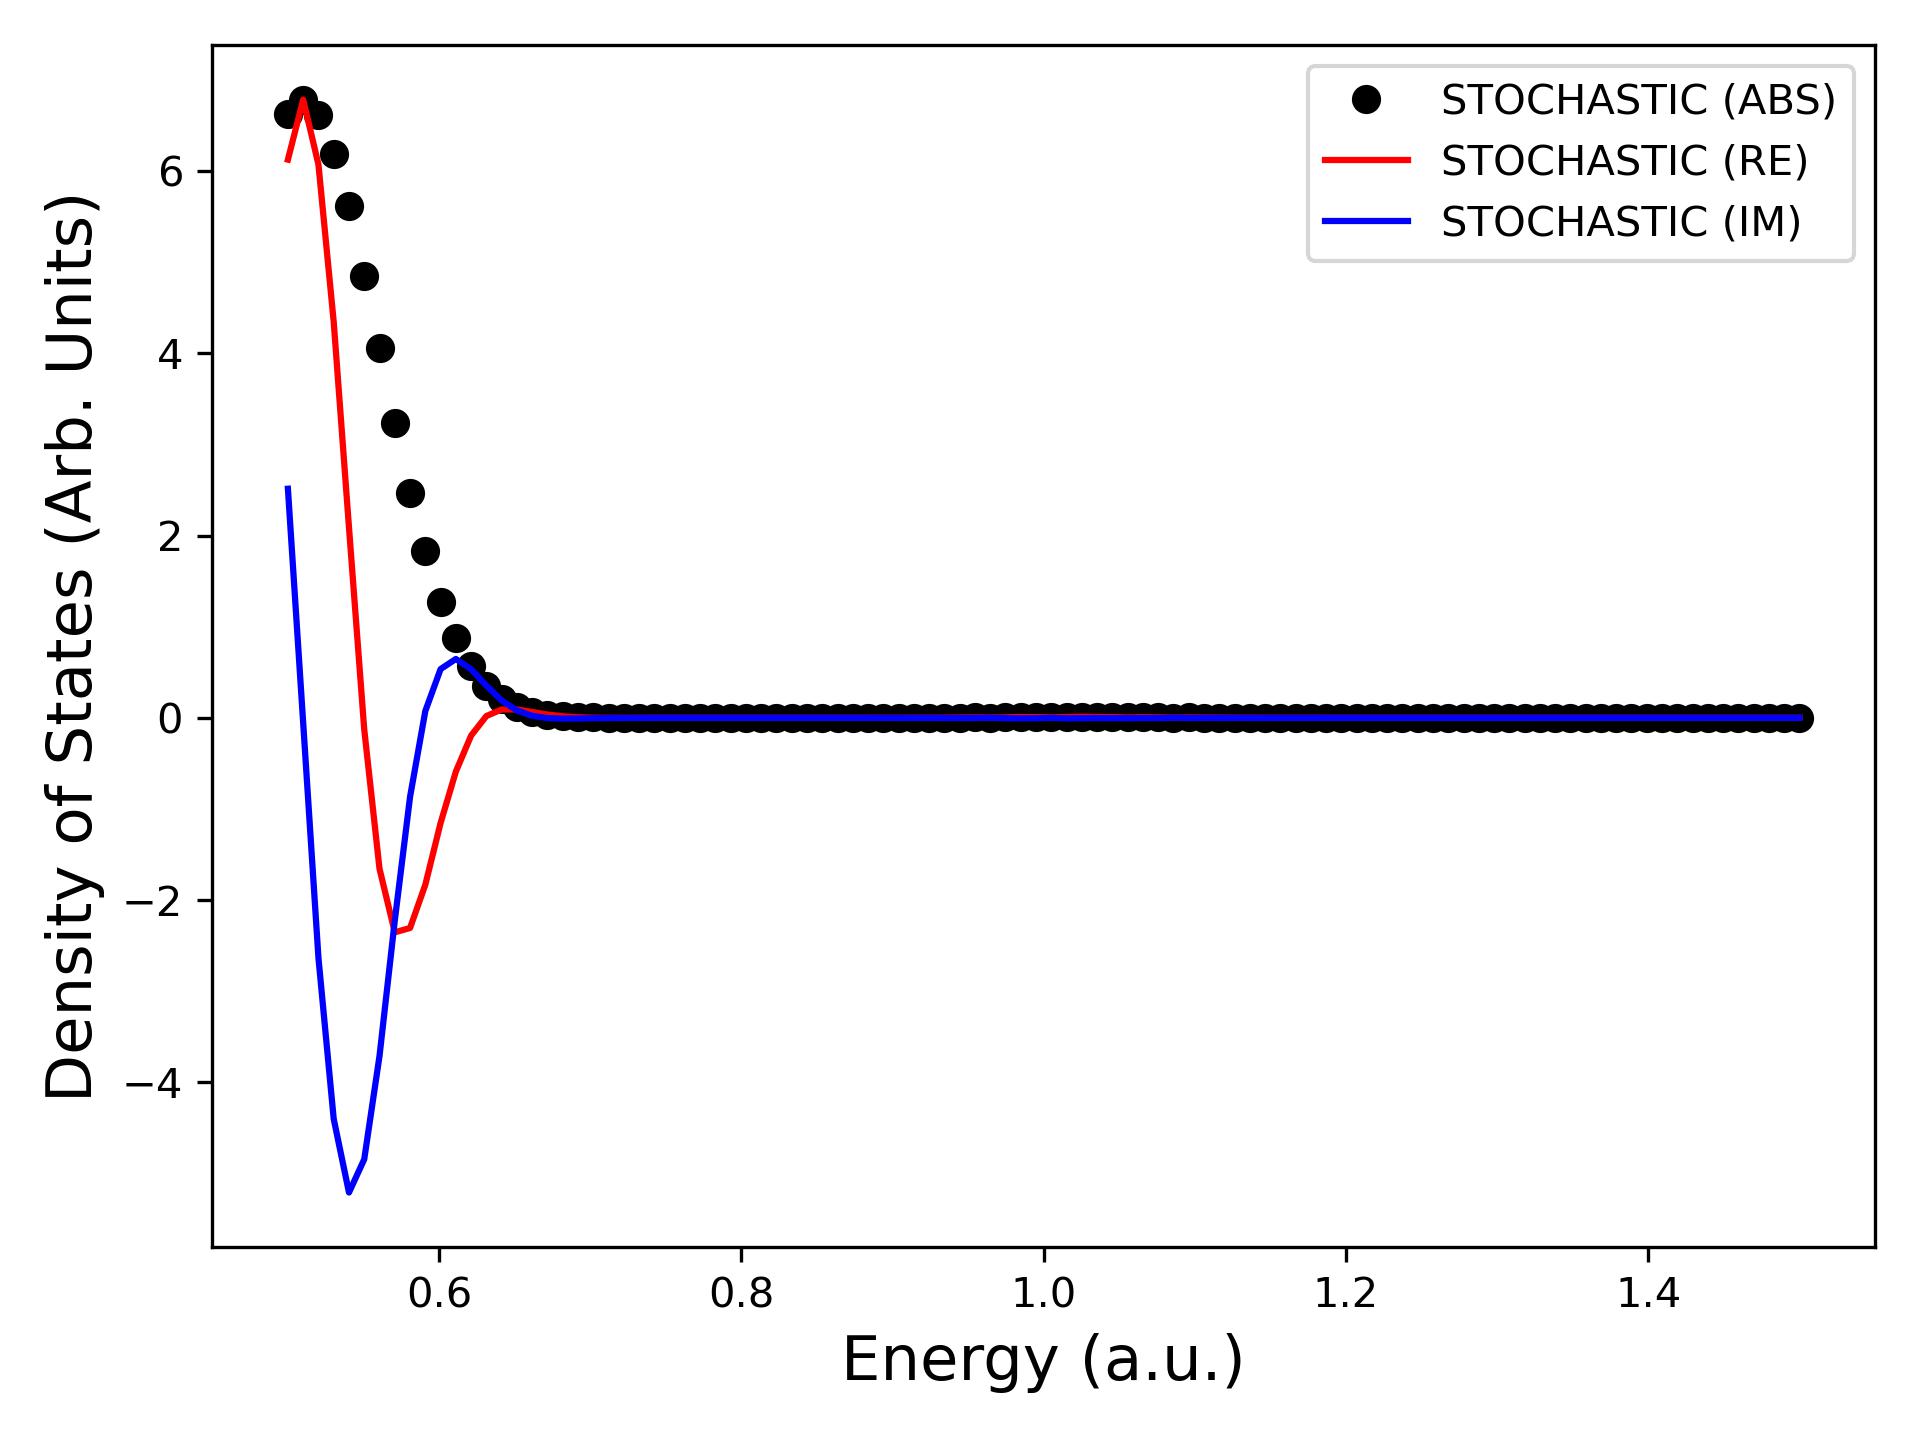 STOCHASTIC (ABS)
STOCHASTIC (RE)
STOCHASTIC (IM)
Density of States (Arb. Units)
6
4
2
0
−2
−4
0.6 0.8 1.0 1.2 1.4
Energy (a.u.)